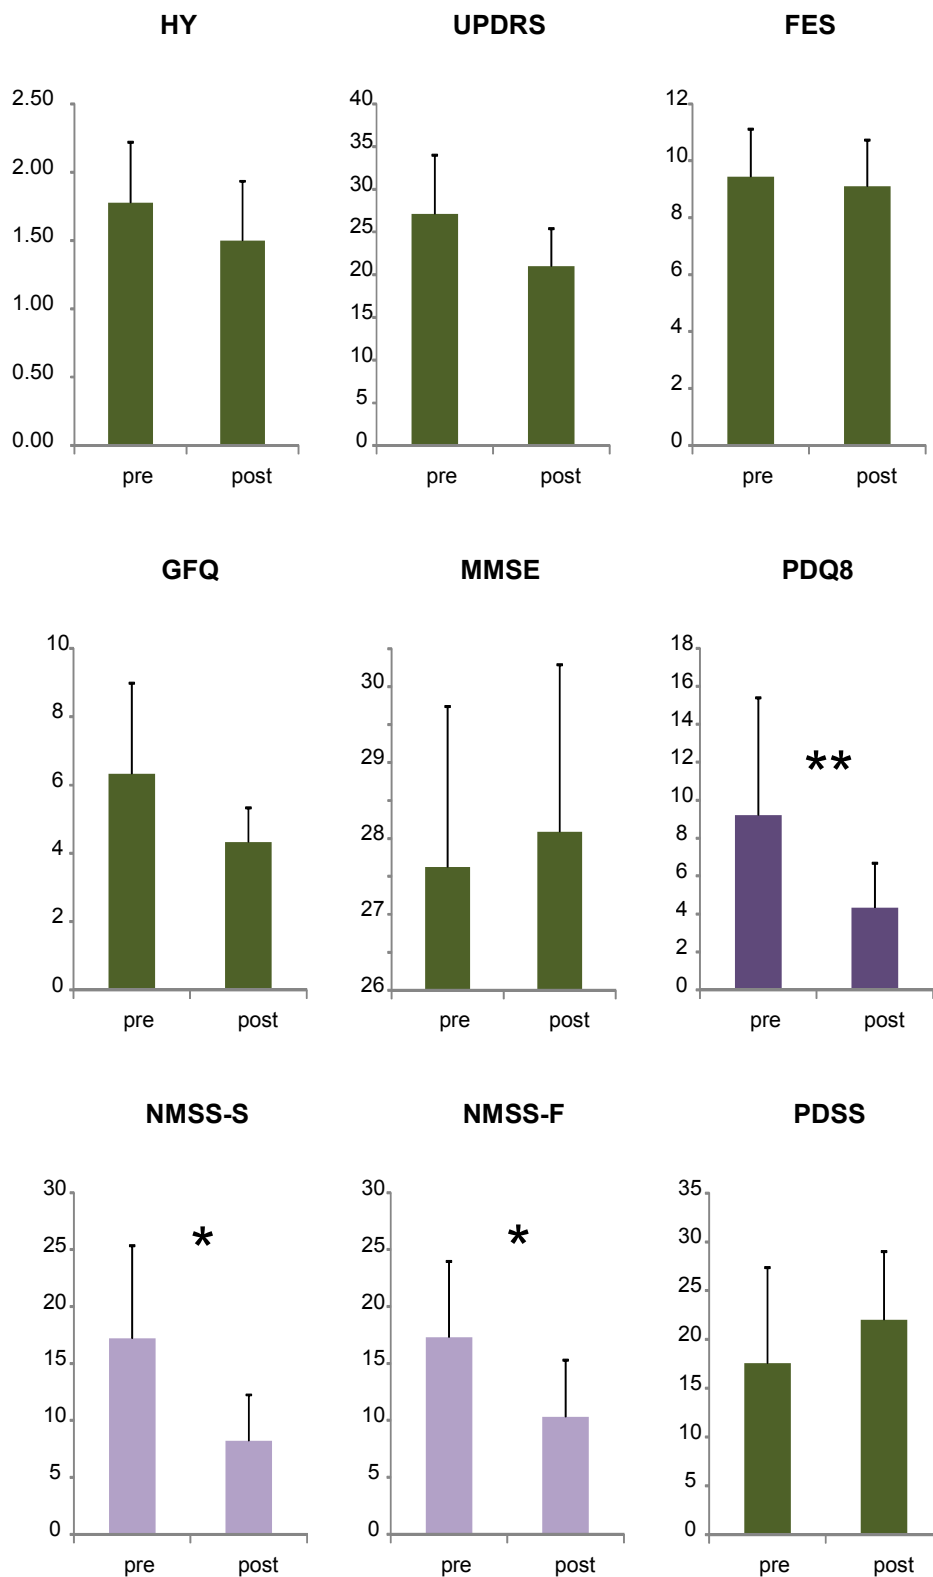 HY
UPDRS
FES
2.50
2.00
1.50
1.00
0.50
0.00
pre
post
40
35
30
25
20
15
10
5
0
pre
post
12
10
8
6
4
2
0
pre
post
GFQ
MMSE
PDQ8
10
8
6
4
2
0
pre
post
30
29
28
27
26
pre
post
18
16
14
12
10
8
6
4
2
0
**
pre
post
NMSS-S
NMSS-F
PDSS
30
25
20
15
10
5
0
*
pre
post
30
25
20
15
10
5
0
*
pre
post
35
30
25
20
15
10
5
0
pre
post